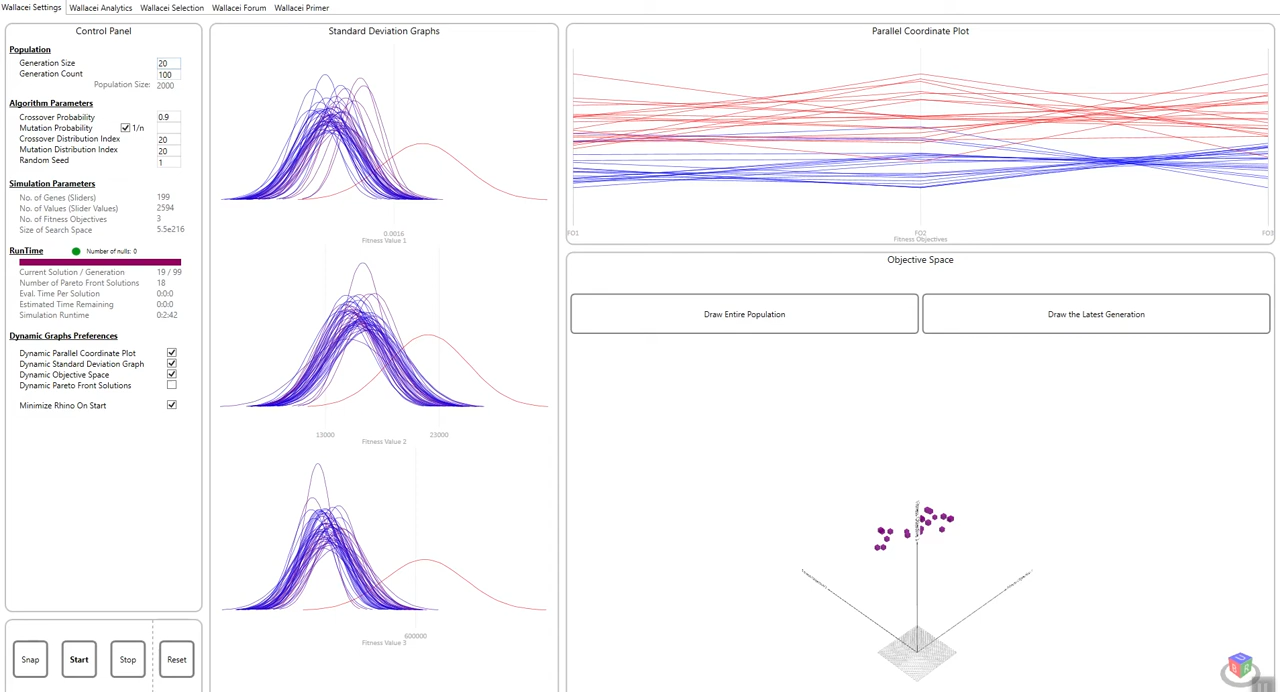 Wallacei Settings Wallacei Analytics Wallacei Selection Wallacei Forum Wallacei Primer
Control Panel
Population
Generation Size 20
Generation Count 100
Population Size: 2000
Algorithm Parameters
Crossover Probability 0.9
Mutation Probability 1/n
Crossover Distribution Index 20
Mutation Distribution Index 20
Random Seed 1
Simulation Parameters
No. of Genes (Sliders) 199
No. of Values (Slider Values) 2594
No. of Fitness Objectives 3
Size of Search Space 5.5e216
RunTime Number of nulls: 0
Current Solution / Generation 19 / 99
Number of Pareto Front Solutions 18
Eval. Time Per Solution 0:0:0
Estimated Time Remaining 0:0:0
Simulation Runtime 0:2:42
Dynamic Graphs Preferences
Dynamic Parallel Coordinate Plot
Dynamic Standard Deviation Graph
Dynamic Objective Space
Dynamic Pareto Front Solutions
Minimize Rhino On Start
Snap Start Stop Reset
Standard Deviation Graphs
0.0016
Fitness Value 1
13000 23000
Fitness Value 2
600000
Fitness Value 3
Parallel Coordinate Plot
FO1 FO2 FO3
Fitness Objectives
Objective Space
Draw Entire Population Draw the Latest Generation